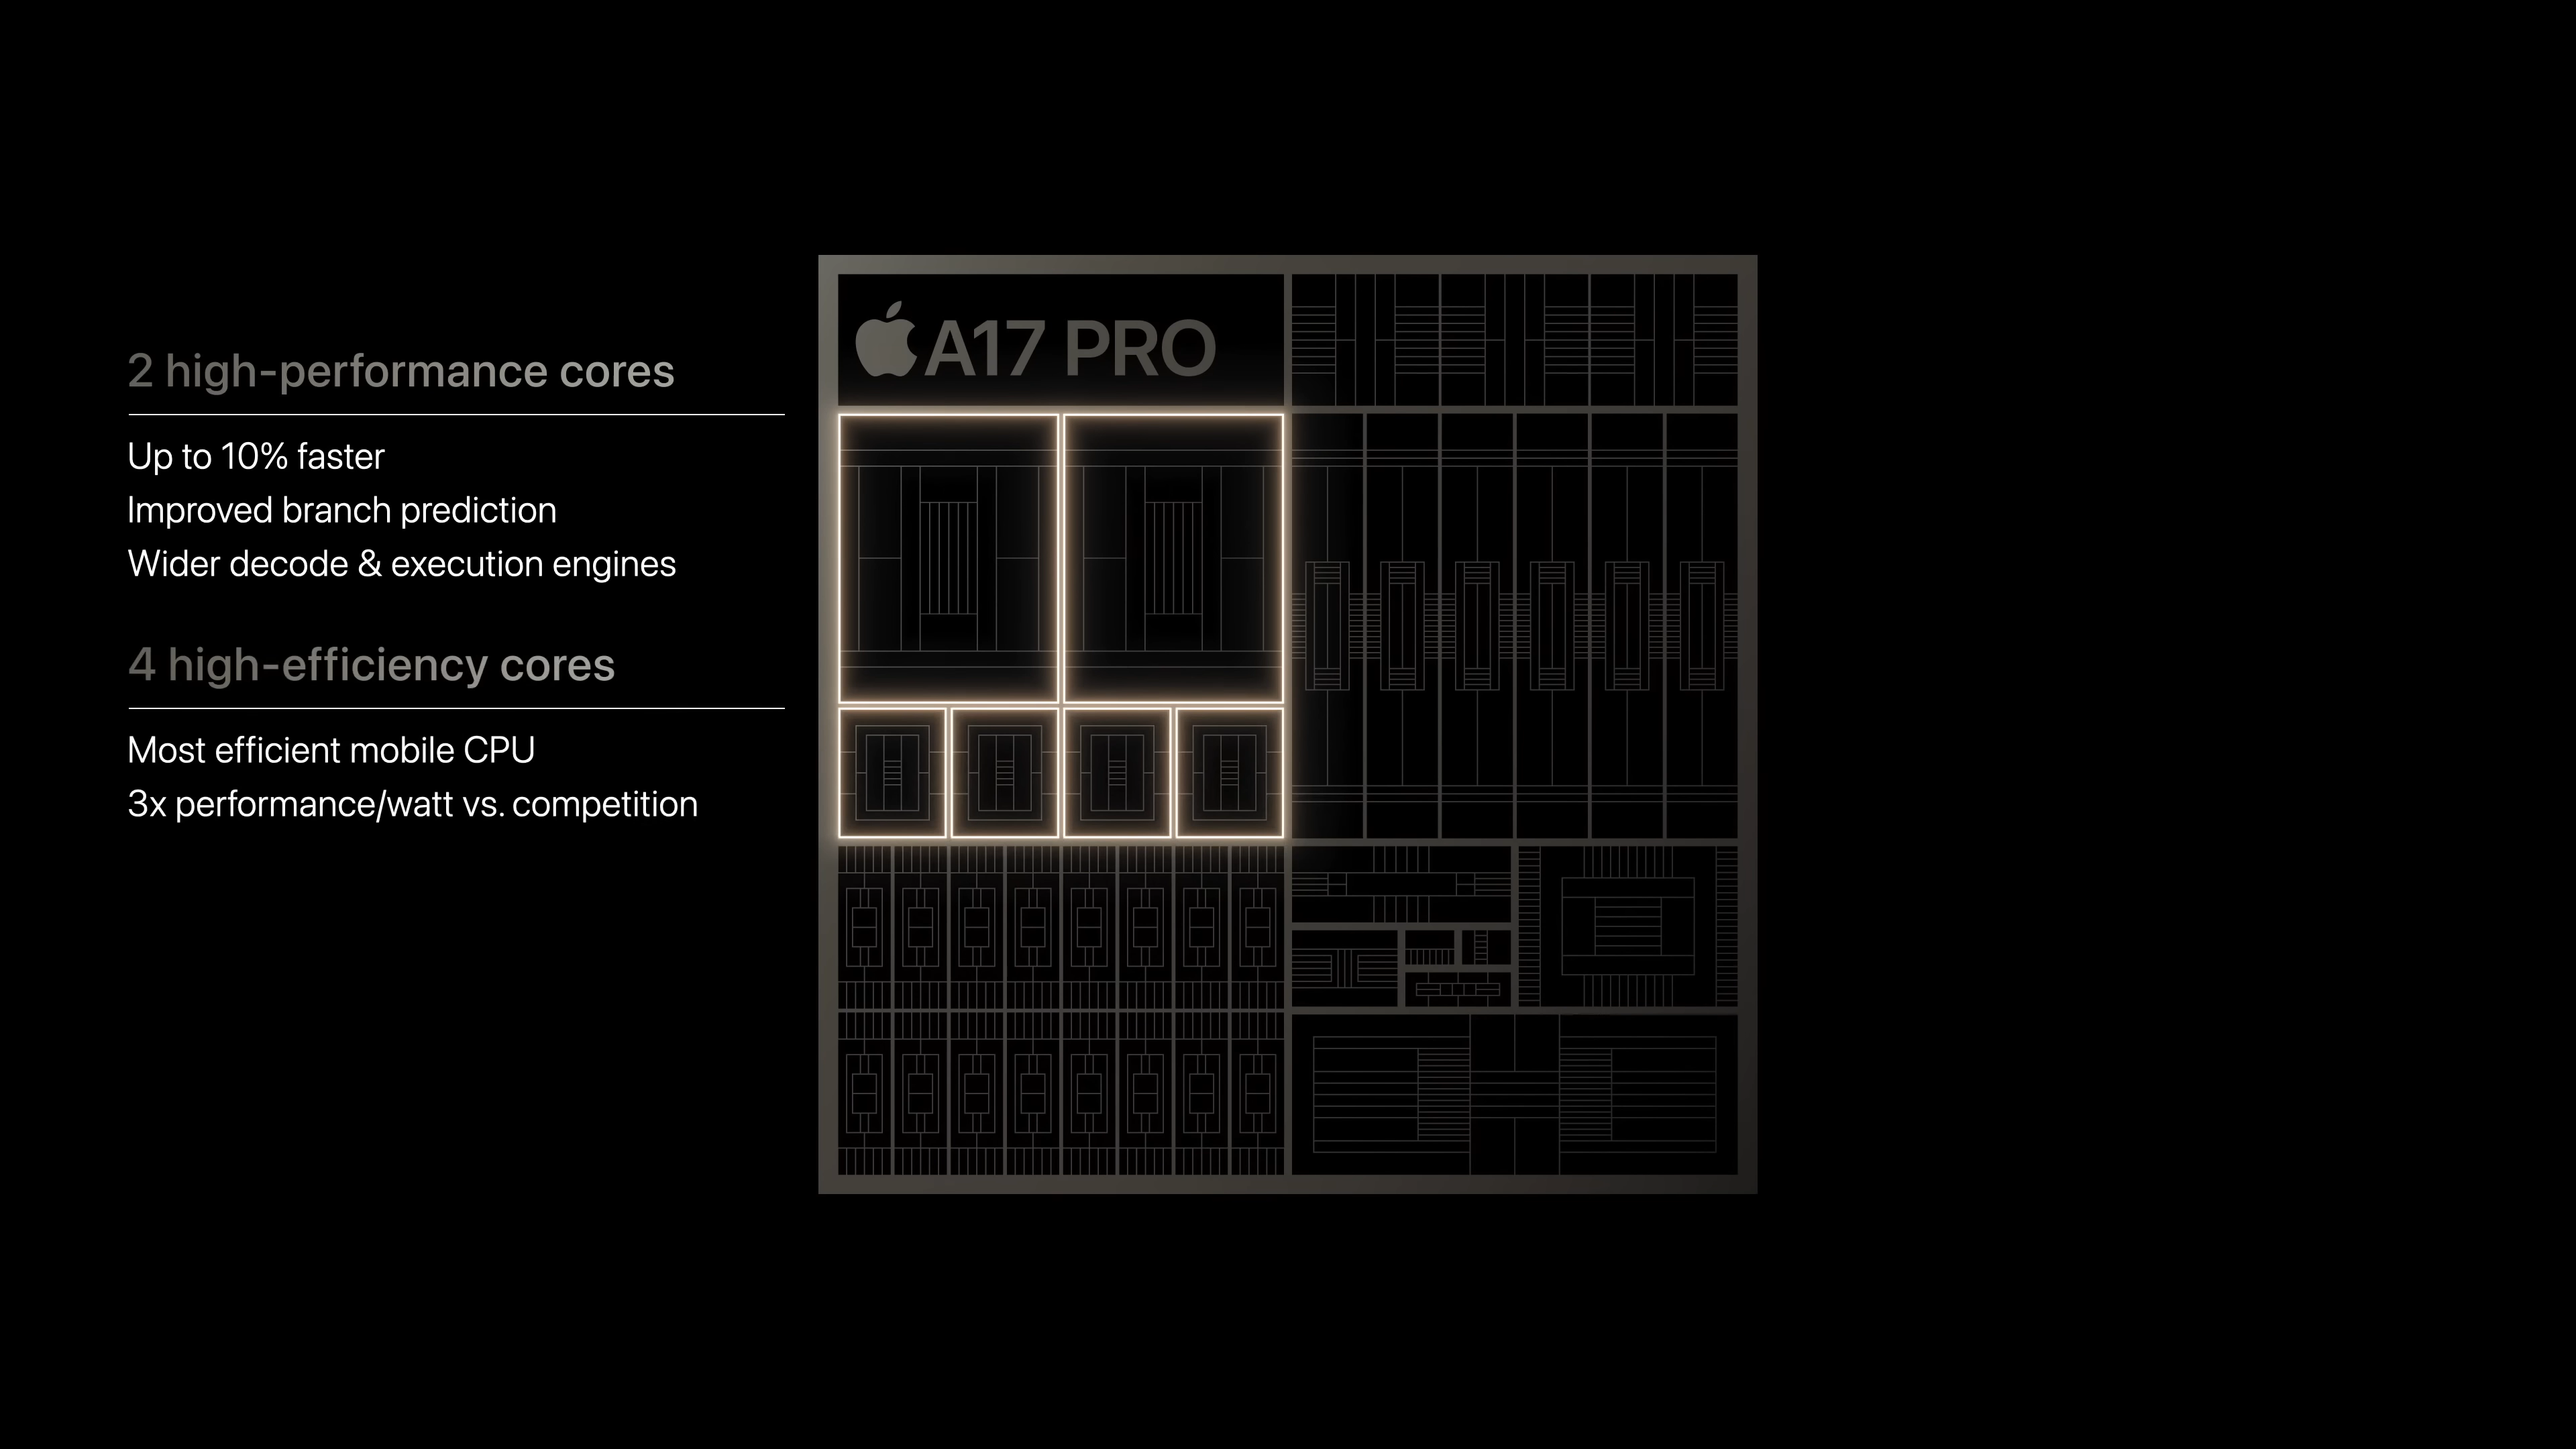 2 high-performance cores
Up to 10% faster
Improved branch prediction
Wider decode & execution engines
4 high-efficiency cores
Most efficient mobile CPU
3x performance/watt vs. competition
A17 PRO